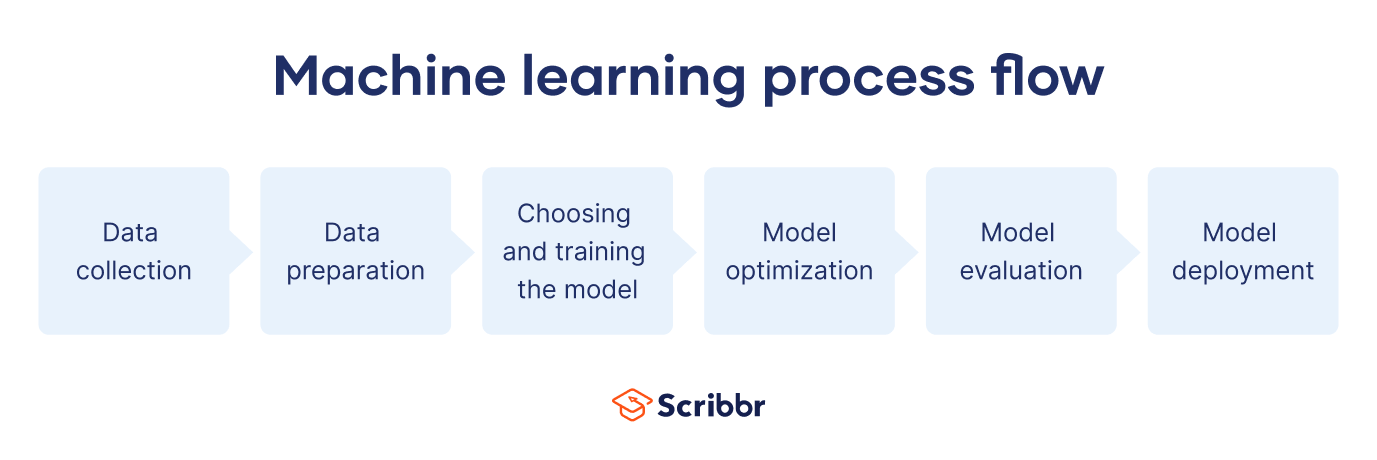 Machine learning process flow
Data
collection
Data
preparation
Choosing
and training
the model
Model
optimization
Model
evaluation
Model
deployment
Scribbr